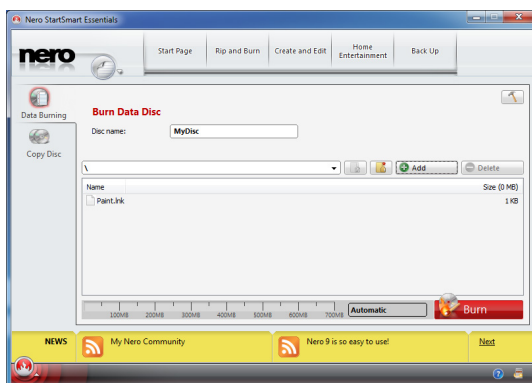 Nero StartSmart Essentials
nero
Start Page
Rip and Burn
Create and Edit
Home
Entertainment
Back Up
Data Burning
Copy Disc
Burn Data Disc
Disc name:
MyDisc
\
Add
Delete
Name
Size (0 MB)
Paint.lnk
1 KB
100MB 200MB 300MB 400MB 500MB 600MB 700MB
Automatic
Burn
NEWS
My Nero Community
Nero 9 is so easy to use!
Next